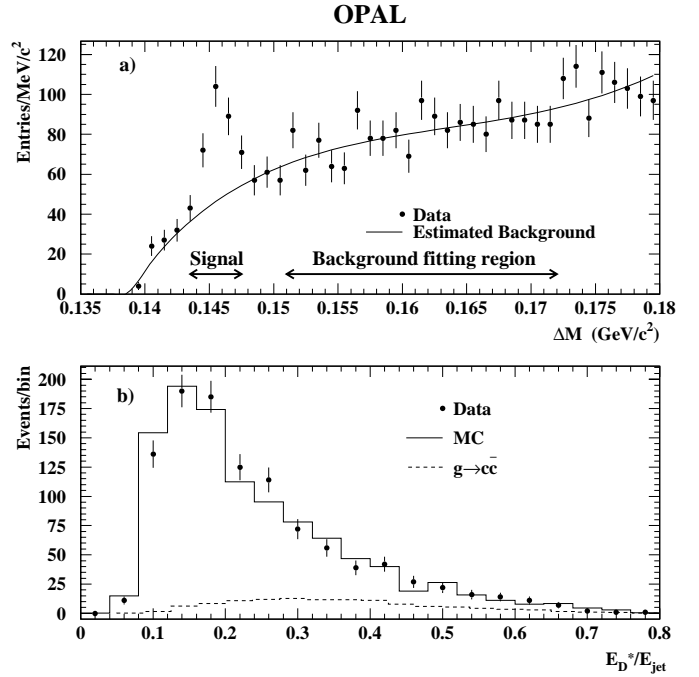 OPAL
Entries/MeV/c²
a)
120
100
80
60
40
20
0
Data
Estimated Background
Signal
Background fitting region
0.135 0.14 0.145 0.15 0.155 0.16 0.165 0.17 0.175 0.18
ΔM (GeV/c²)
Events/bin
b)
200
175
150
125
100
75
50
25
0
Data
MC
g→cc̄
0 0.1 0.2 0.3 0.4 0.5 0.6 0.7 0.8
E_D*/E_jet